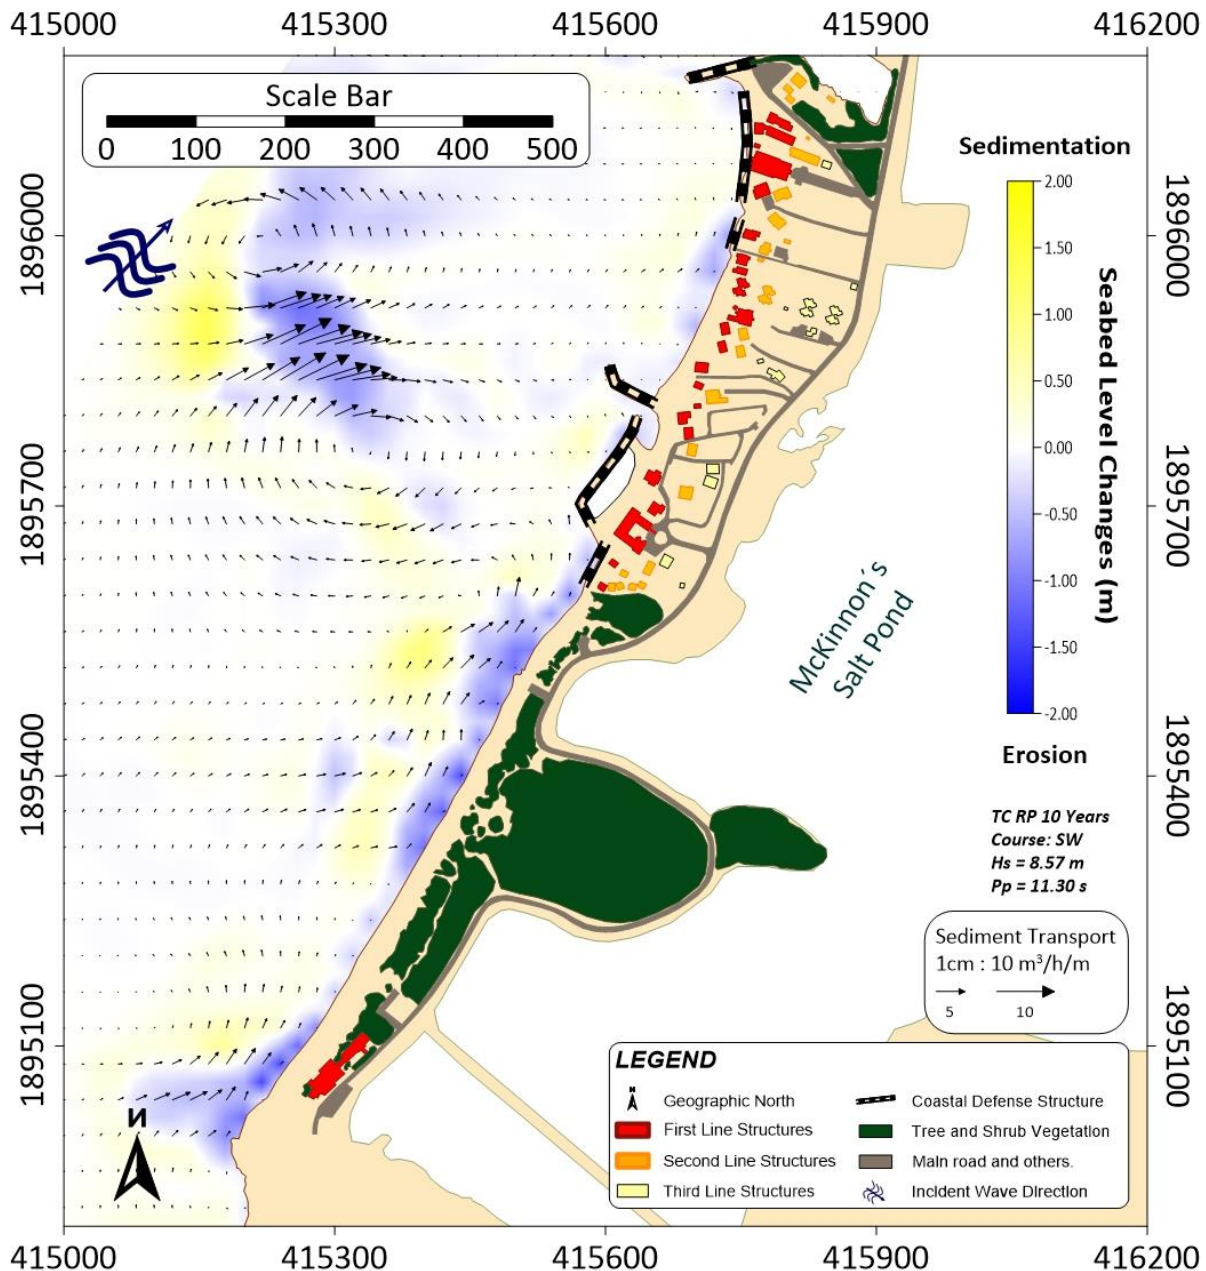 415000 415300 415600 415900 416200
Scale Bar
0 100 200 300 400 500
1896000
1895700
1895400
1895100
Sedimentation
2.00
1.50
1.00
0.50
0.00
-0.50
-1.00
-1.50
-2.00
Seabed Level Changes (m)
Erosion
1896000
1895700
1895400
1895100
McKinnon´s
Salt Pond
TC RP 10 Years
Course: SW
Hs = 8.57 m
Pp = 11.30 s
Sediment Transport
1cm : 10 m³/h/m
5 10
N
LEGEND
N
Geographic North
First Line Structures
Second Line Structures
Third Line Structures
Coastal Defense Structure
Tree and Shrub Vegetation
Main road and others.
Incident Wave Direction
415000 415300 415600 415900 416200